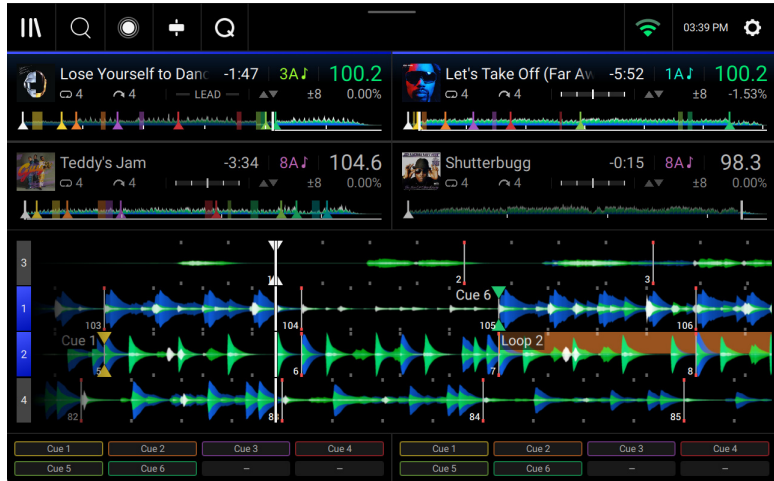 03:39 PM
Lose Yourself to Danc -1:47 3A 100.2
4 4 LEAD ±8 0.00%
Let's Take Off (Far Aw -5:52 1A 100.2
4 4 ±8 -1.53%
Teddy's Jam -3:34 8A 104.6
4 4 ±8 0.00%
Shutterbugg -0:15 8A 98.3
4 4 ±8 0.00%
3
2 3
1
Cue 6
103 104 105 106
2
Cue 1 Loop 2
6 7 8
4
82 84 85
Cue 1 Cue 2 Cue 3 Cue 4 Cue 1 Cue 2 Cue 3 Cue 4
Cue 5 Cue 6 – – Cue 5 Cue 6 – –